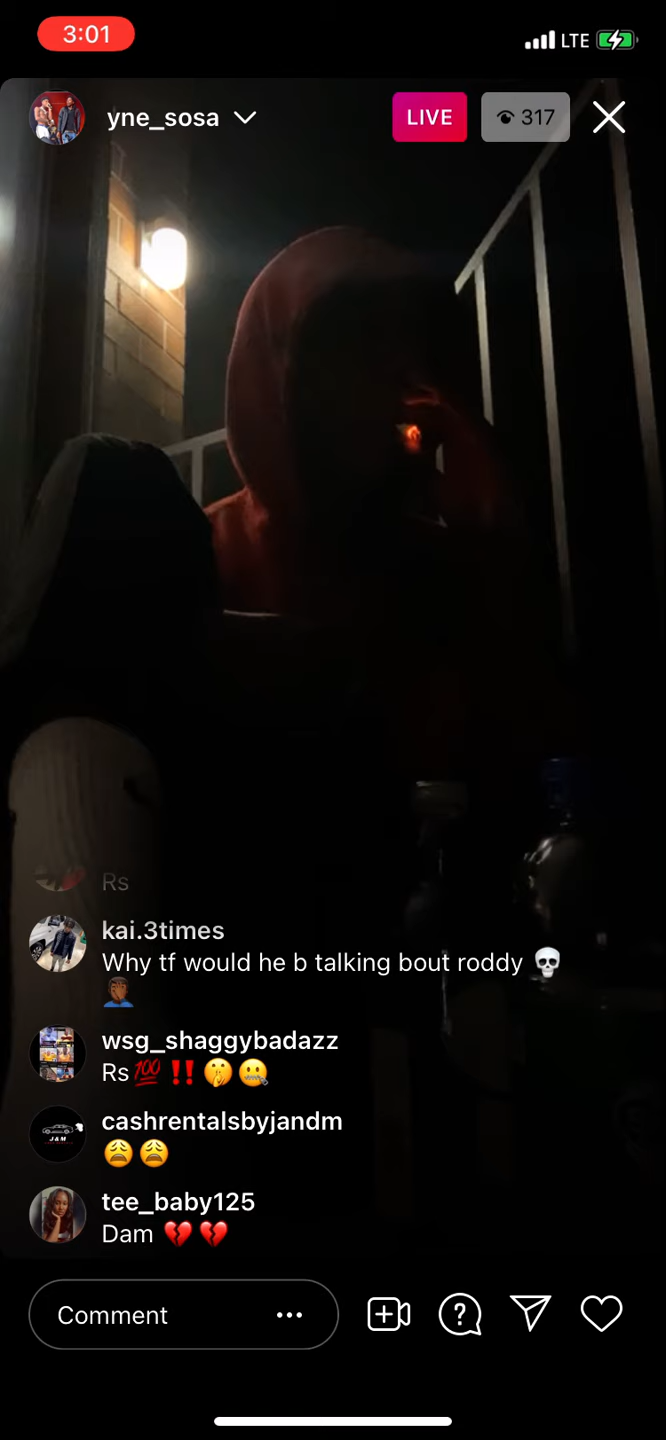 3:01
LTE
yne_sosa
LIVE
317
Rs
kai.3times
Why tf would he b talking bout roddy 💀
🤦🏾‍♂️
wsg_shaggybadazz
Rs💯‼️🤫🤐
cashrentalsbyjandm
😩😩
J&M
tee_baby125
Dam 💔💔
Comment